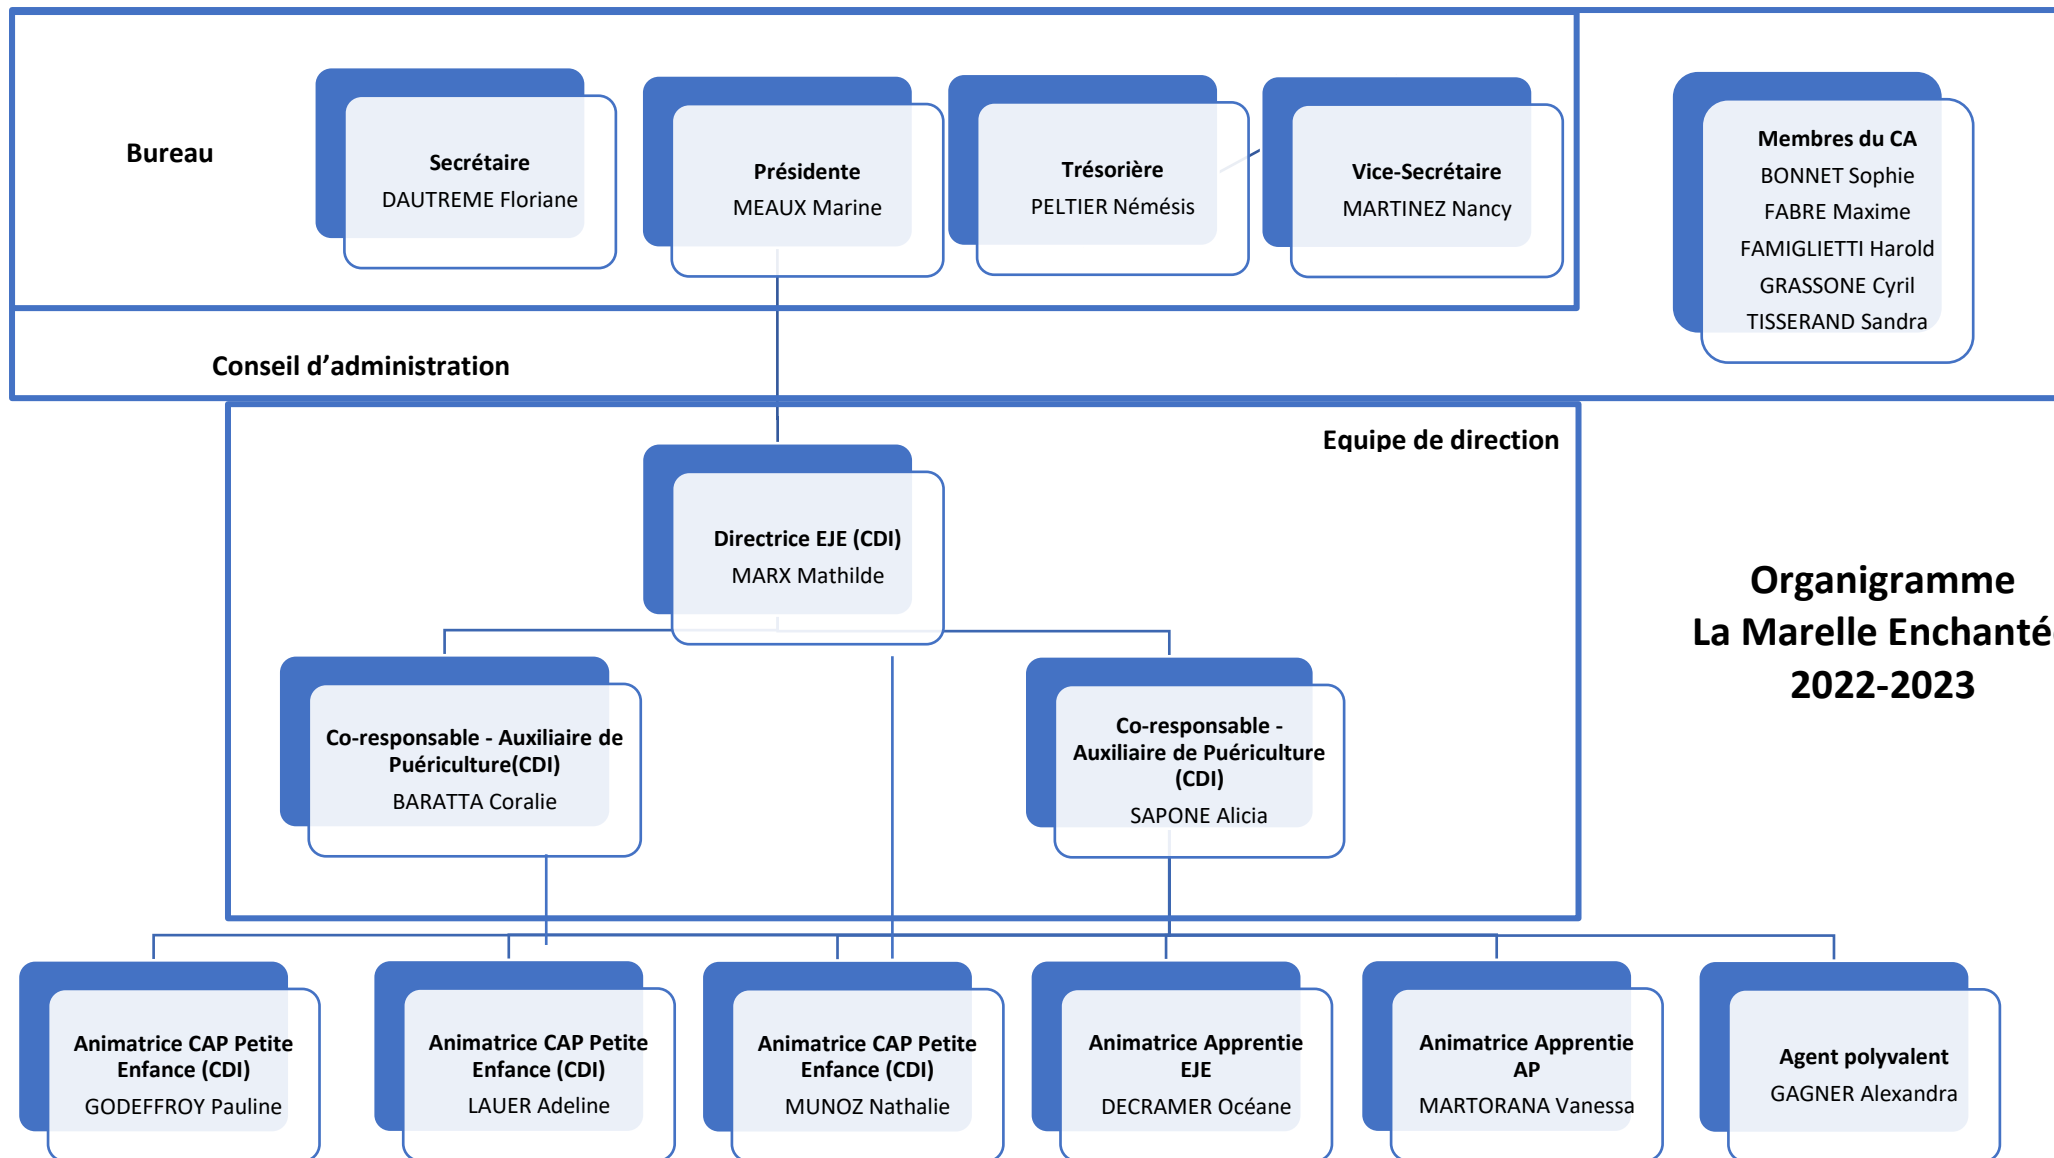 Bureau
Secrétaire
DAUTREME Floriane
Présidente
MEAUX Marine
Trésorière
PELTIER Némésis
Vice-Secrétaire
MARTINEZ Nancy
Membres du CA
BONNET Sophie
FABRE Maxime
FAMIGLIETTI Harold
GRASSONE Cyril
TISSERAND Sandra
Conseil d’administration
Equipe de direction
Directrice EJE (CDI)
MARX Mathilde
Organigramme
La Marelle Enchantée
2022-2023
Co-responsable - Auxiliaire de
Puériculture(CDI)
BARATTA Coralie
Co-responsable -
Auxiliaire de Puériculture
(CDI)
SAPONE Alicia
Animatrice CAP Petite
Enfance (CDI)
GODEFFROY Pauline
Animatrice CAP Petite
Enfance (CDI)
LAUER Adeline
Animatrice CAP Petite
Enfance (CDI)
MUNOZ Nathalie
Animatrice Apprentie
EJE
DECRAMER Océane
Animatrice Apprentie
AP
MARTORANA Vanessa
Agent polyvalent
GAGNER Alexandra